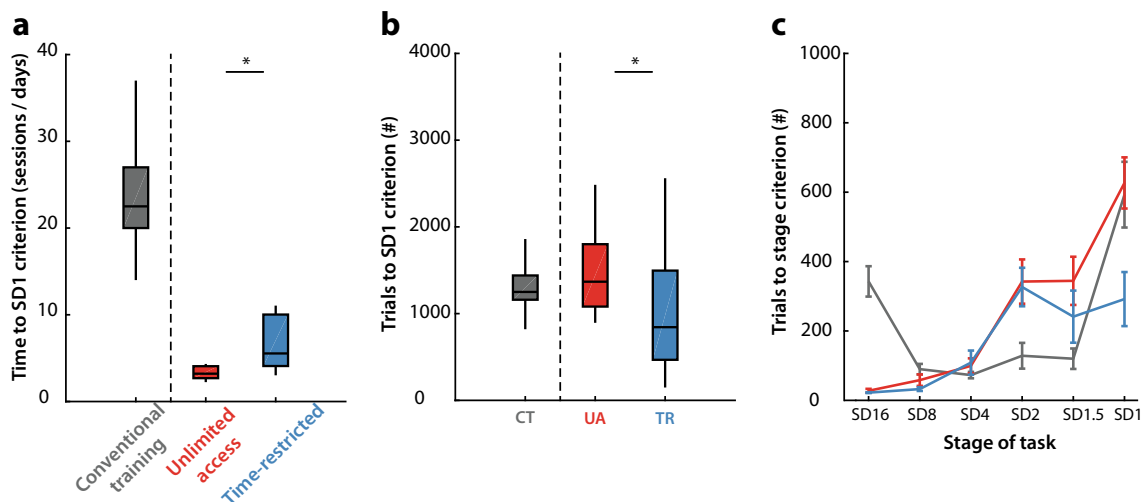 a
Time to SD1 criterion (sessions / days)
40
30
20
10
0
*
Conventional
training
Unlimited
access
Time-restricted
b
Trials to SD1 criterion (#)
4000
3000
2000
1000
0
*
CT
UA
TR
c
Trials to stage criterion (#)
1000
800
600
400
200
0
SD16
SD8
SD4
SD2
SD1.5
SD1
Stage of task